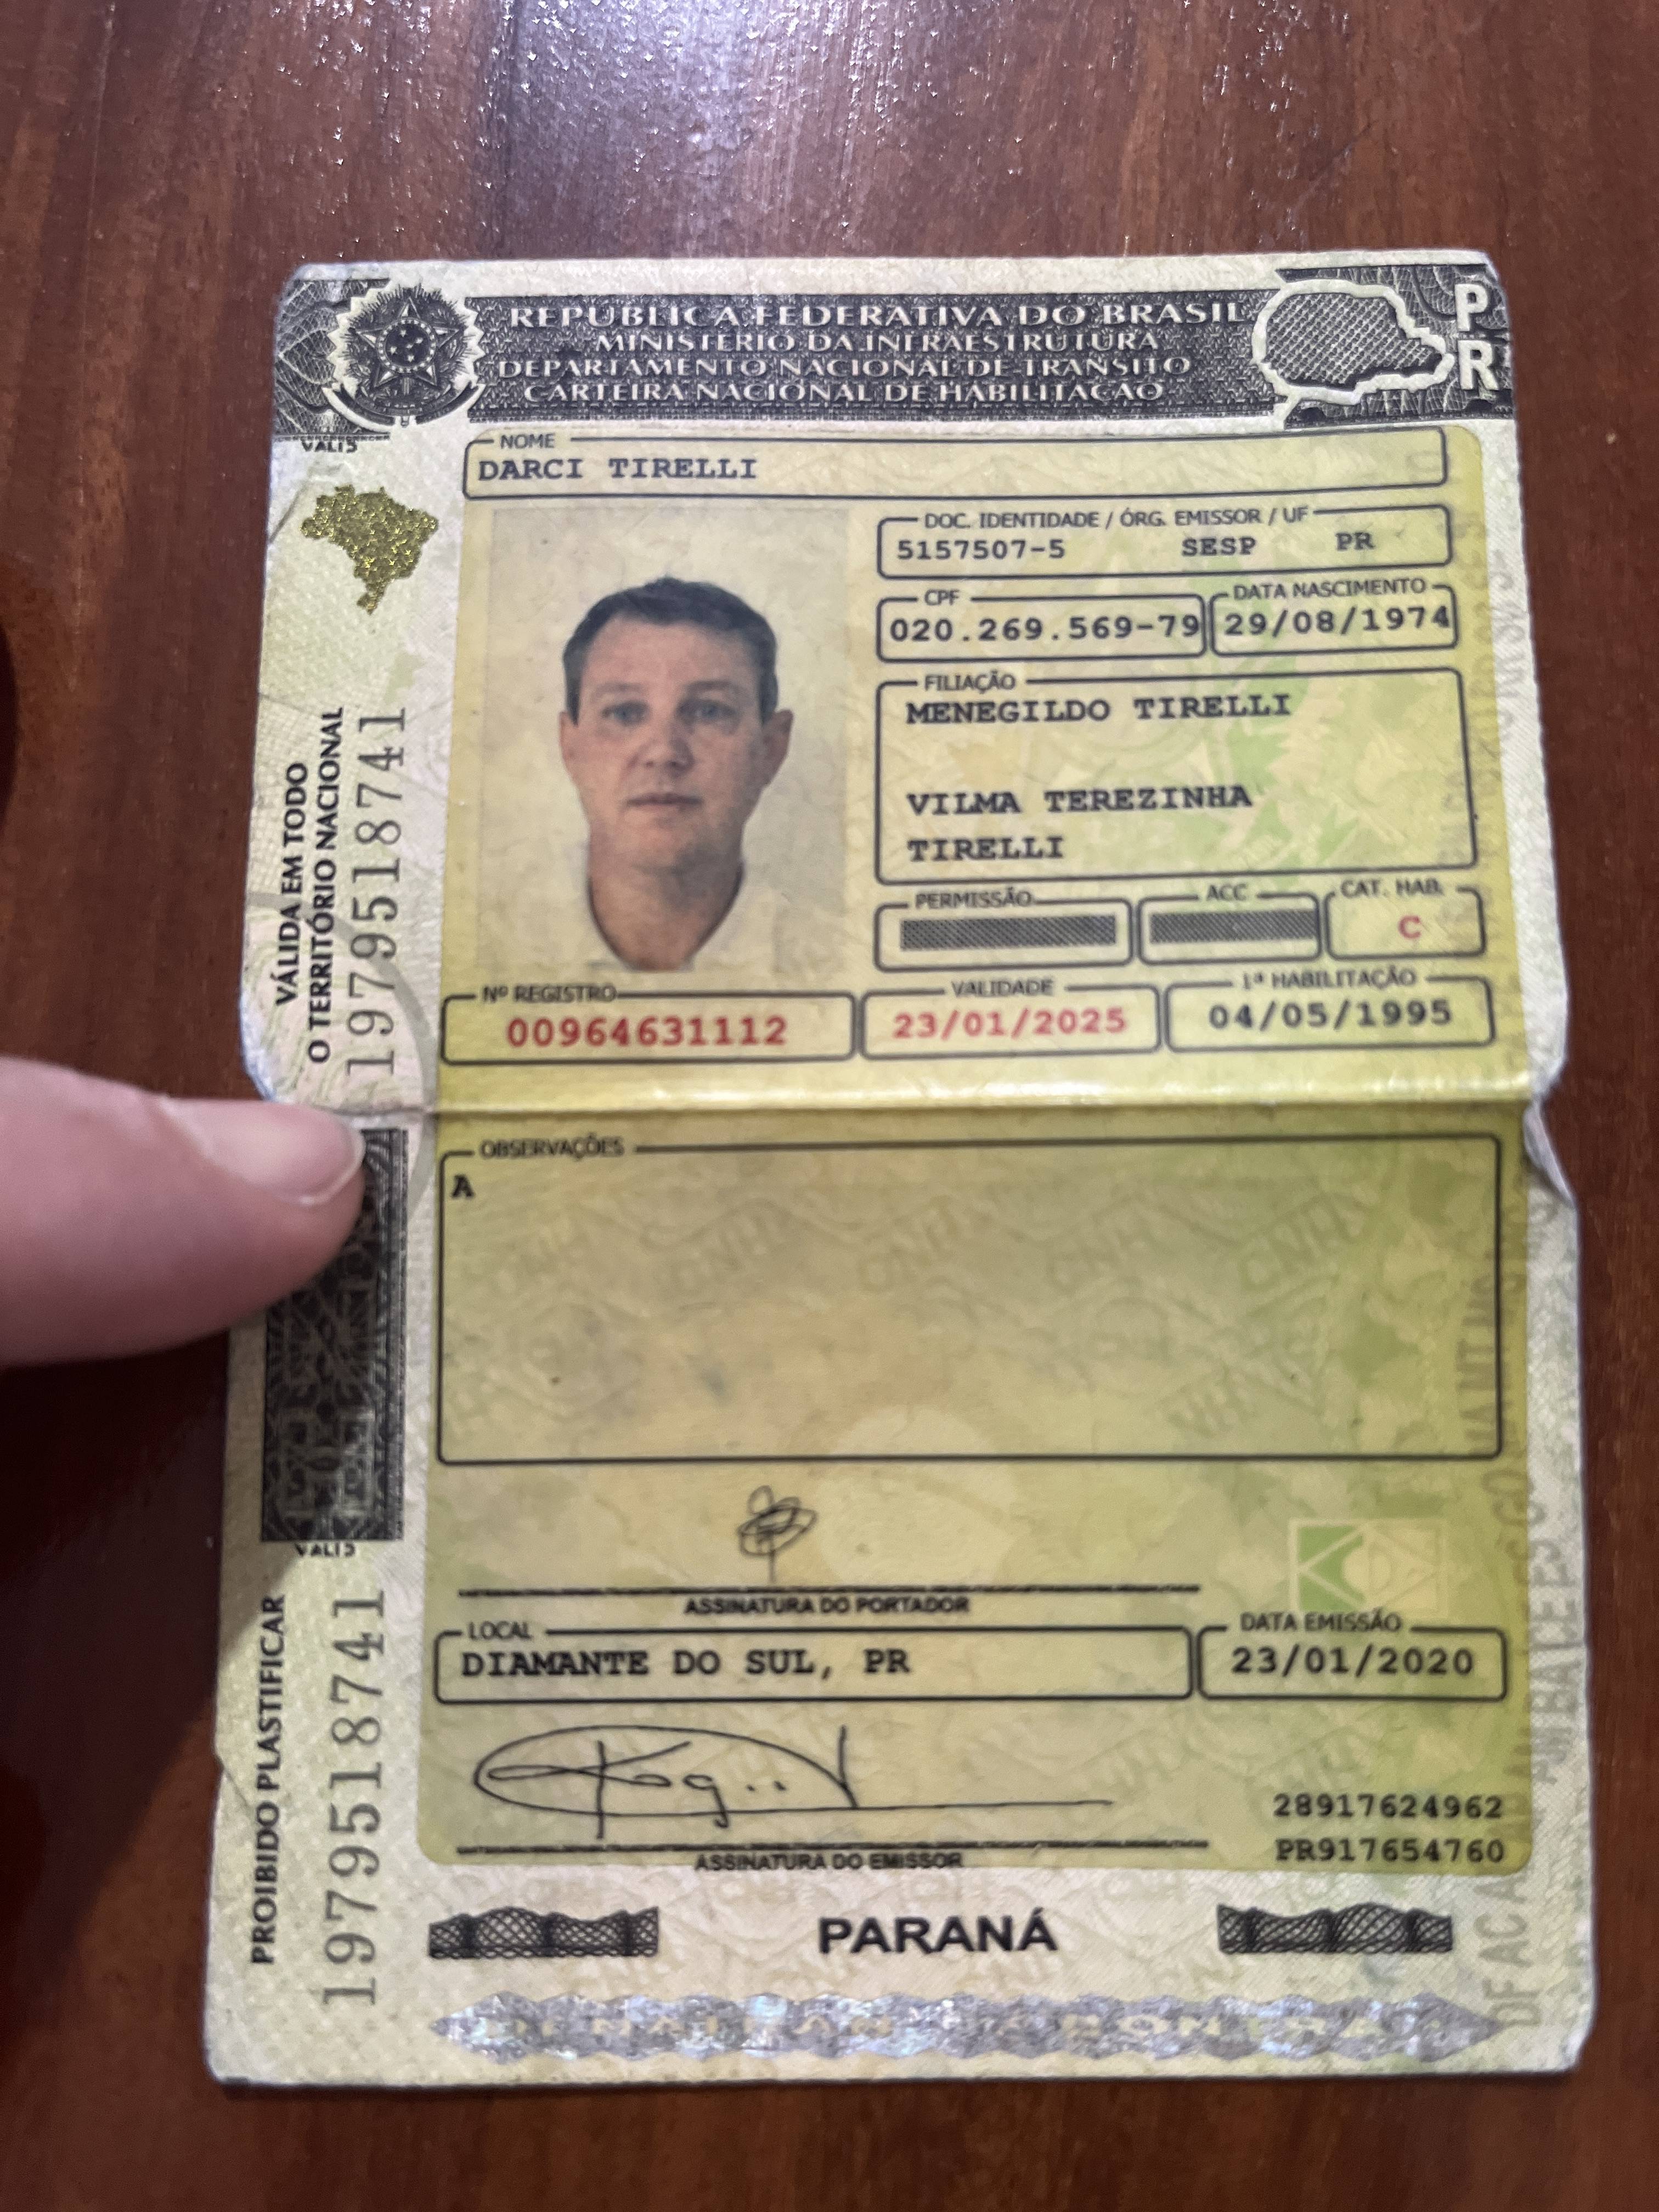 REPÚBLICA FEDERATIVA DO BRASIL
MINISTÉRIO DA INFRAESTRUTURA
DEPARTAMENTO NACIONAL DE TRANSITO
CARTEIRA NACIONAL DE HABILITAÇÃO
PR
VALID
NOME
DARCI TIRELLI
DOC. IDENTIDADE / ÓRG. EMISSOR / UF
5157507-5 SESP PR
CPF
020.269.569-79
DATA NASCIMENTO
29/08/1974
FILIAÇÃO
MENEGILDO TIRELLI
VILMA TEREZINHA
TIRELLI
PERMISSÃO
ACC
CAT. HAB.
C
Nº REGISTRO
00964631112
VALIDADE
23/01/2025
1ª HABILITAÇÃO
04/05/1995
VÁLIDA EM TODO
O TERRITÓRIO NACIONAL
1979518741
OBSERVAÇÕES
A
ASSINATURA DO PORTADOR
LOCAL
DIAMANTE DO SUL, PR
DATA EMISSÃO
23/01/2020
VALID
PROIBIDO PLASTIFICAR
1979518741
28917624962
PR917654760
ASSINATURA DO EMISSOR
PARANÁ